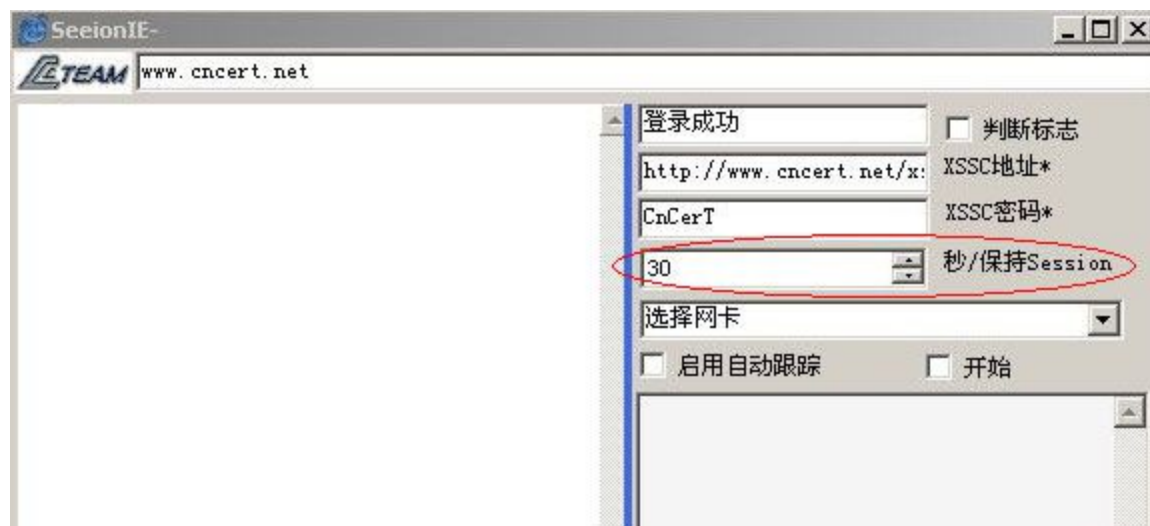 SeeionIE-
TEAM www.cncert.net
登录成功 判断标志
http://www.cncert.net/x XSSC地址*
CnCerT XSSC密码*
30 秒/保持Session
选择网卡
启用自动跟踪 开始